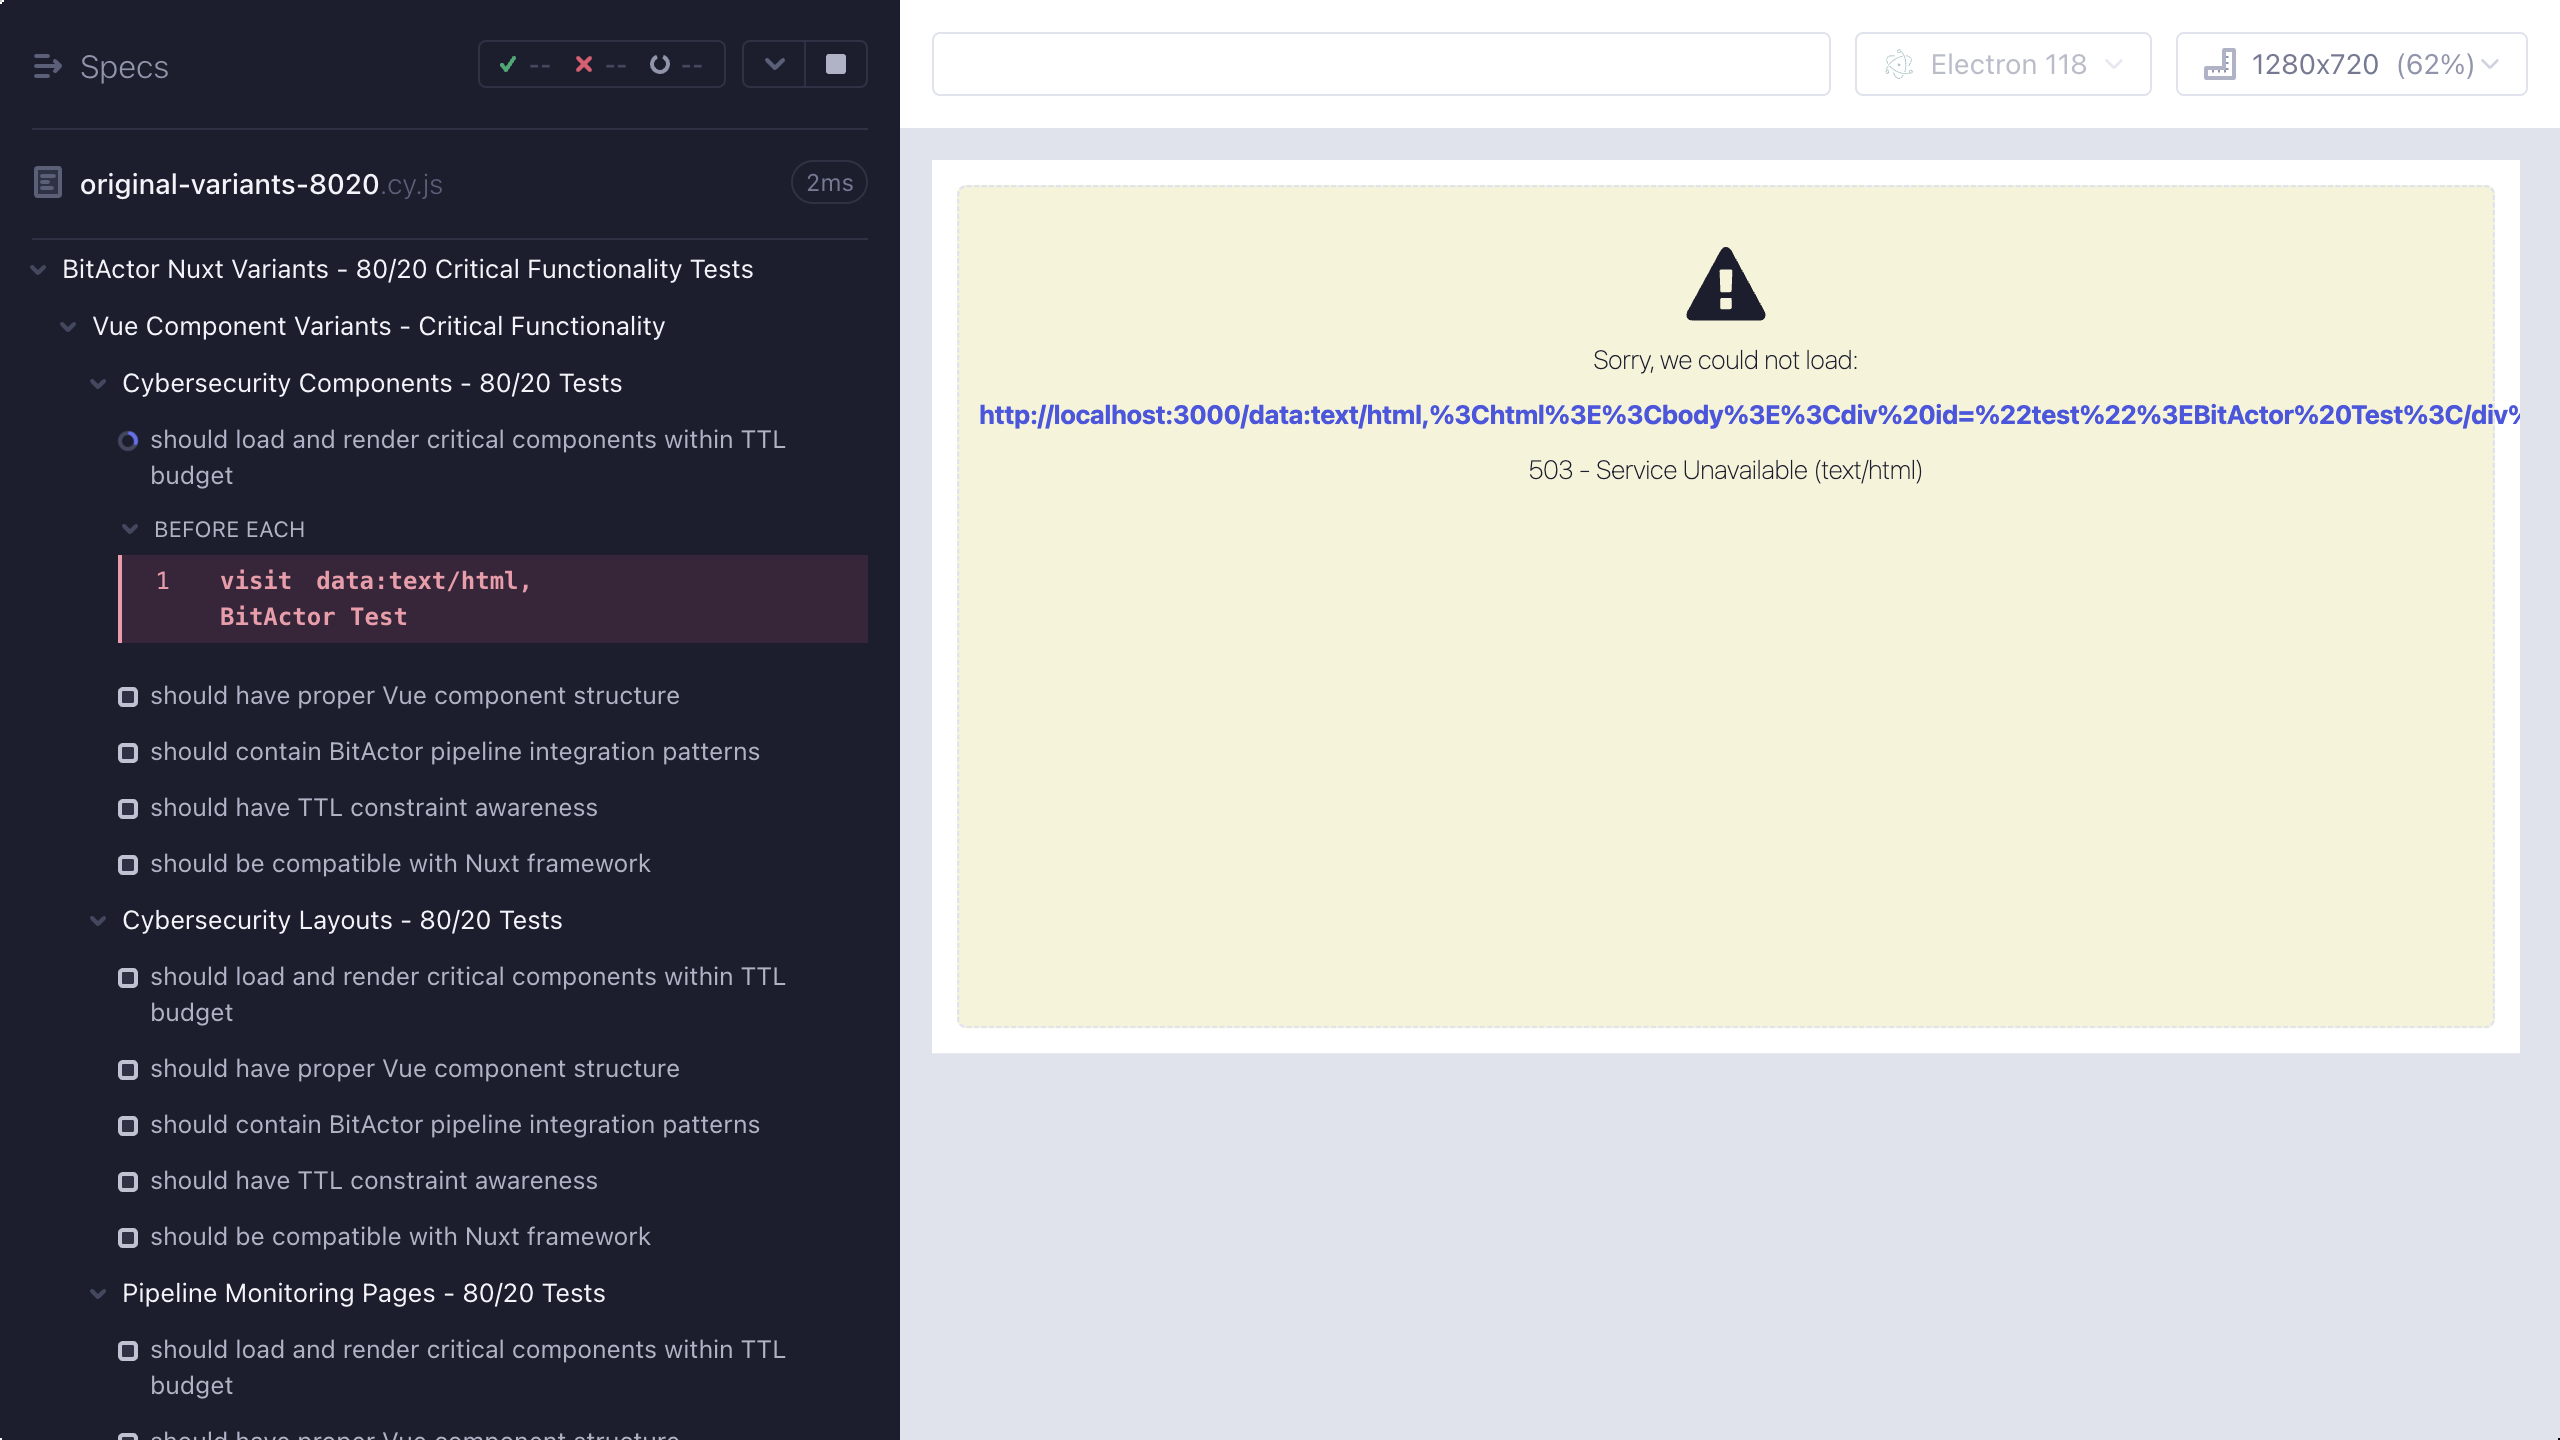 Specs
-- -- --
original-variants-8020.cy.js
2ms
BitActor Nuxt Variants - 80/20 Critical Functionality Tests
Vue Component Variants - Critical Functionality
Cybersecurity Components - 80/20 Tests
should load and render critical components within TTL
budget
BEFORE EACH
1 visit data:text/html,
BitActor Test
should have proper Vue component structure
should contain BitActor pipeline integration patterns
should have TTL constraint awareness
should be compatible with Nuxt framework
Cybersecurity Layouts - 80/20 Tests
should load and render critical components within TTL
budget
should have proper Vue component structure
should contain BitActor pipeline integration patterns
should have TTL constraint awareness
should be compatible with Nuxt framework
Pipeline Monitoring Pages - 80/20 Tests
should load and render critical components within TTL
budget
should have proper Vue component structure
Electron 118
1280x720 (62%)
Sorry, we could not load:
http://localhost:3000/data:text/html,%3Chtml%3E%3Cbody%3E%3Cdiv%20id=%22test%22%3EBitActor%20Test%3C/div%
503 - Service Unavailable (text/html)